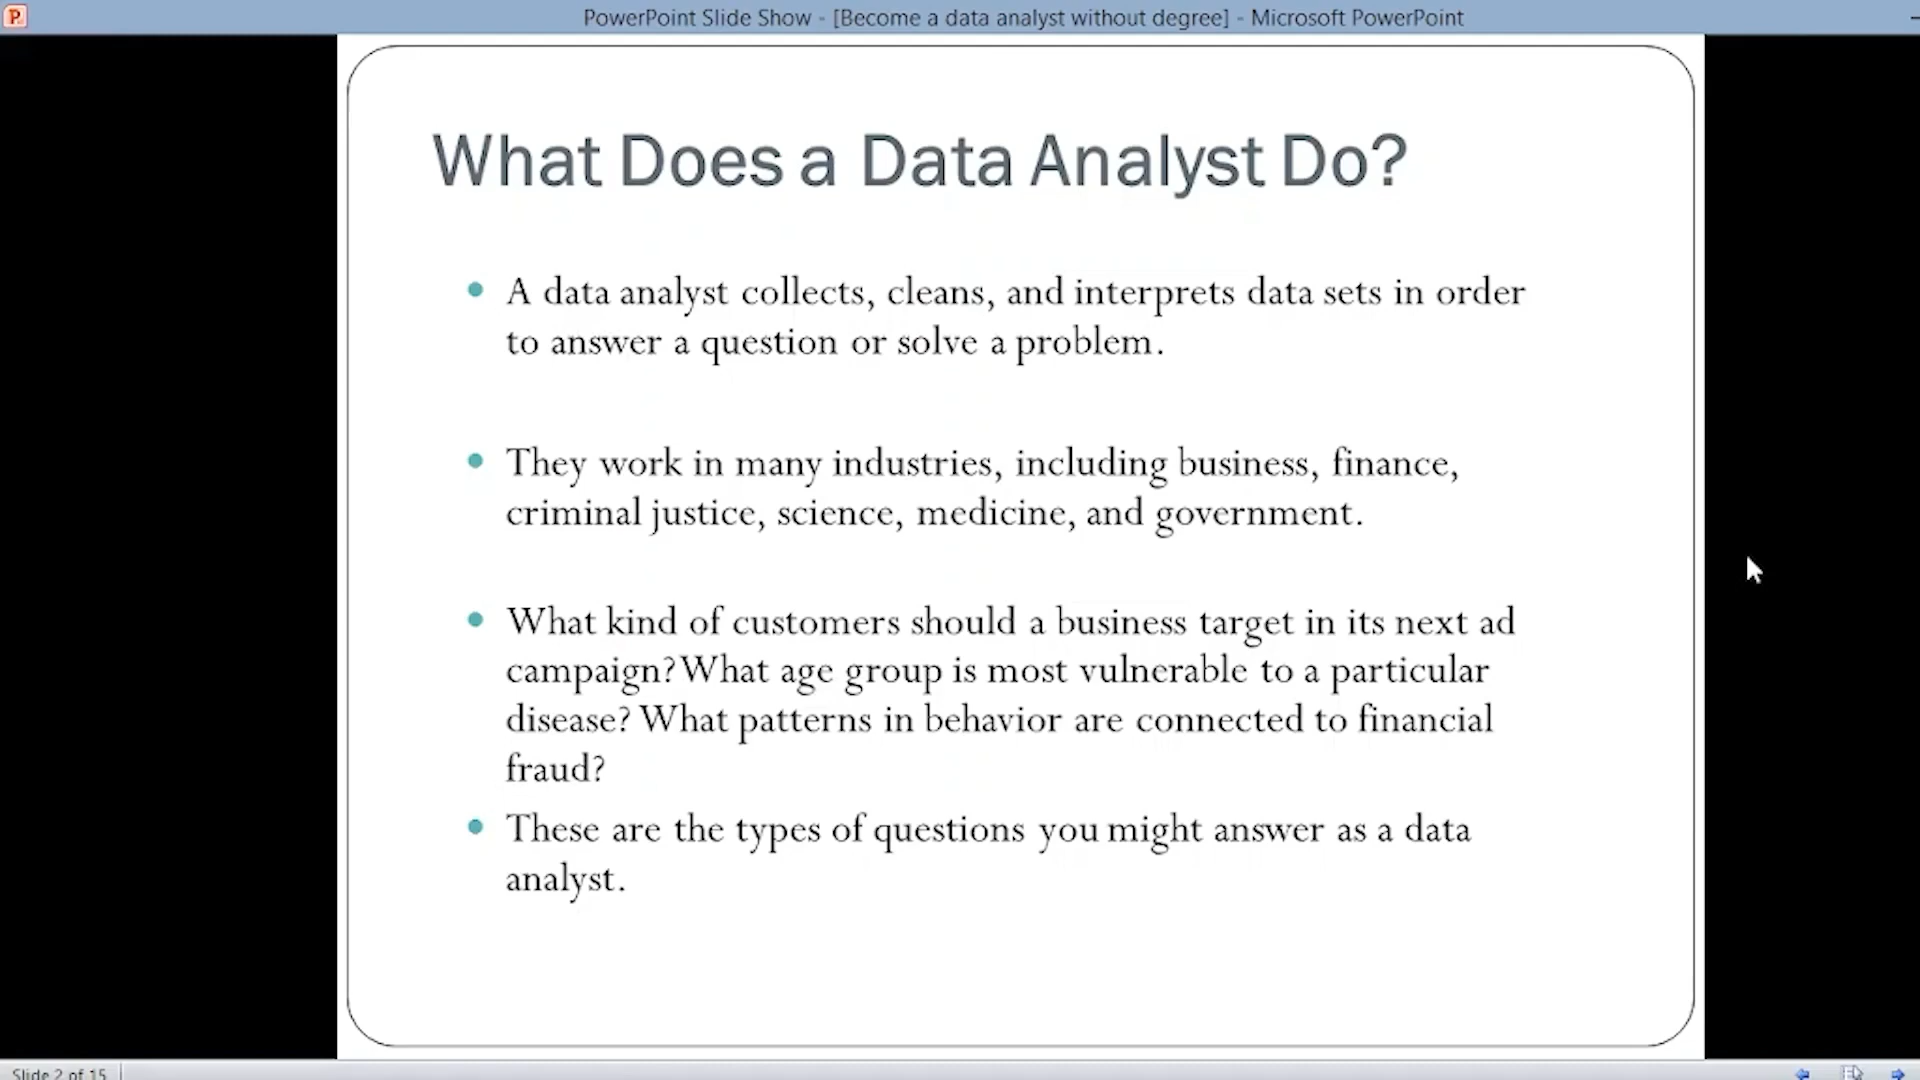 PowerPoint Slide Show - [Become a data analyst without degree] - Microsoft PowerPoint
What Does a Data Analyst Do?
• A data analyst collects, cleans, and interprets data sets in order
to answer a question or solve a problem.
• They work in many industries, including business, finance,
criminal justice, science, medicine, and government.
• What kind of customers should a business target in its next ad
campaign? What age group is most vulnerable to a particular
disease? What patterns in behavior are connected to financial
fraud?
• These are the types of questions you might answer as a data
analyst.
Slide 2 of 15